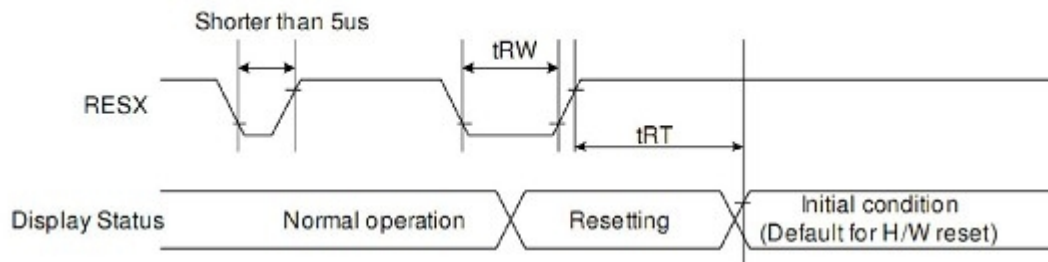 Shorter than 5us
tRW
RESX
tRT
Display Status
Normal operation
Resetting
Initial condition
(Default for H/W reset)